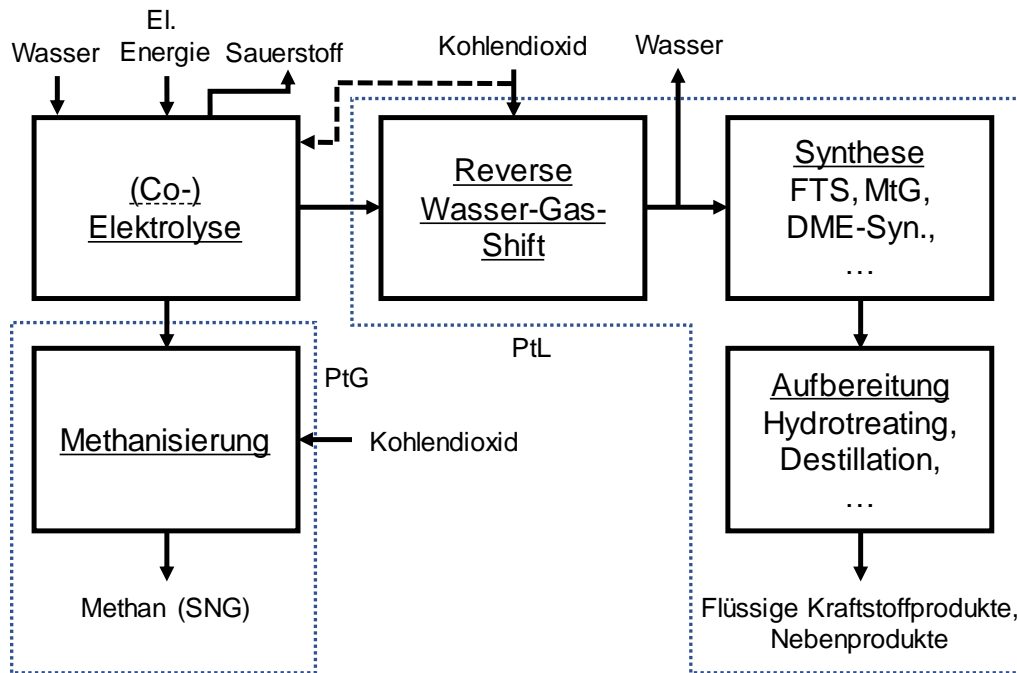 Wasser
El.
Energie
Sauerstoff
Kohlendioxid
Wasser
(Co-)
Elektrolyse
Reverse
Wasser-Gas-
Shift
Synthese
FTS, MtG,
DME-Syn.,
…
PtL
PtG
Methanisierung
Kohlendioxid
Aufbereitung
Hydrotreating,
Destillation,
…
Methan (SNG)
Flüssige Kraftstoffprodukte,
Nebenprodukte